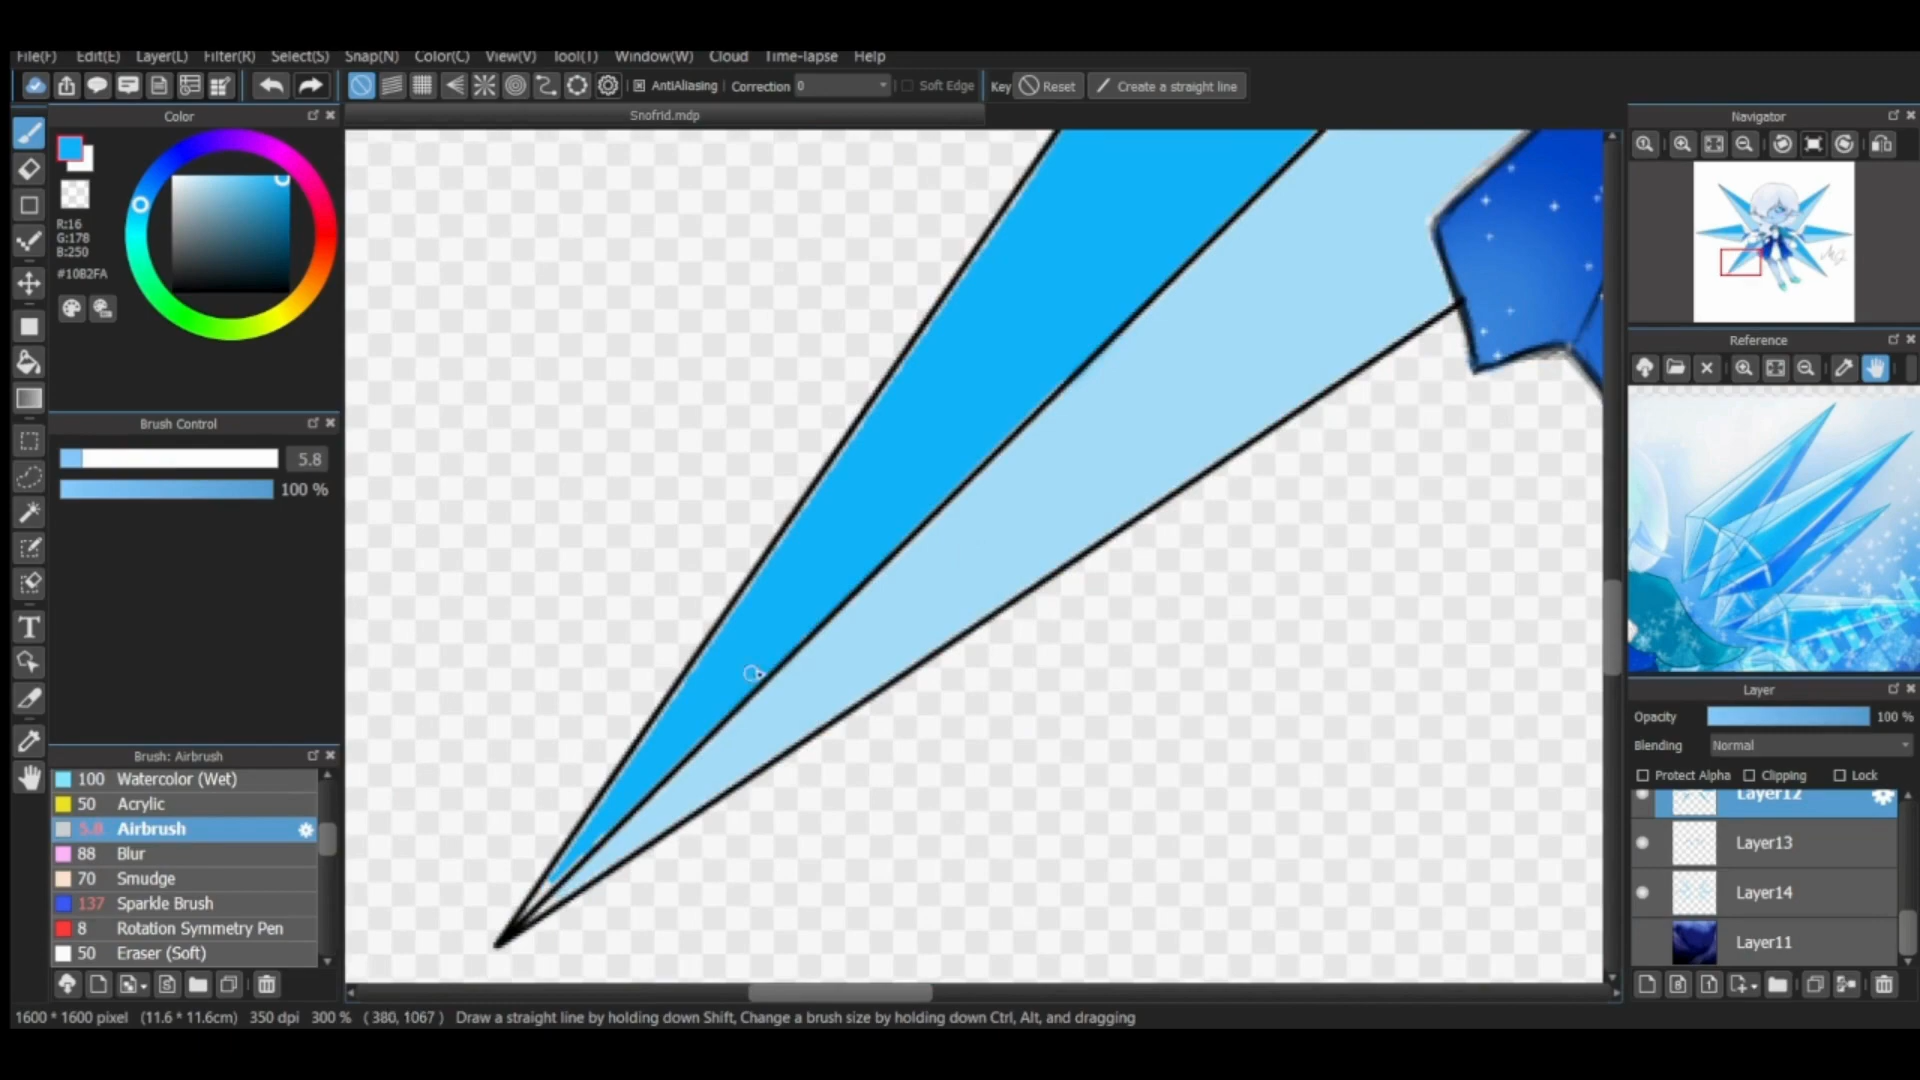 File(F) Edit(E) Layer(L) Filter(R) Select(S) Snap(N) Color(C) View(V) Tool(T) Window(W) Cloud Time-lapse Help
AntiAliasing Correction 0 Soft Edge Key Reset Create a straight line
Color
Snofrid.mdp
Navigator
R:16
G:178
B:250
#10B2FA
Brush Control
5.8
100 %
Reference
Layer
Opacity 100 %
Blending Normal
Protect Alpha Clipping Lock
Layer12
Layer13
Layer14
Layer11
Brush: Airbrush
100 Watercolor (Wet)
50 Acrylic
5.8 Airbrush
88 Blur
70 Smudge
137 Sparkle Brush
8 Rotation Symmetry Pen
50 Eraser (Soft)
1600 * 1600 pixel (11.6 * 11.6cm) 350 dpi 300 % ( 380, 1067 ) Draw a straight line by holding down Shift, Change a brush size by holding down Ctrl, Alt, and dragging